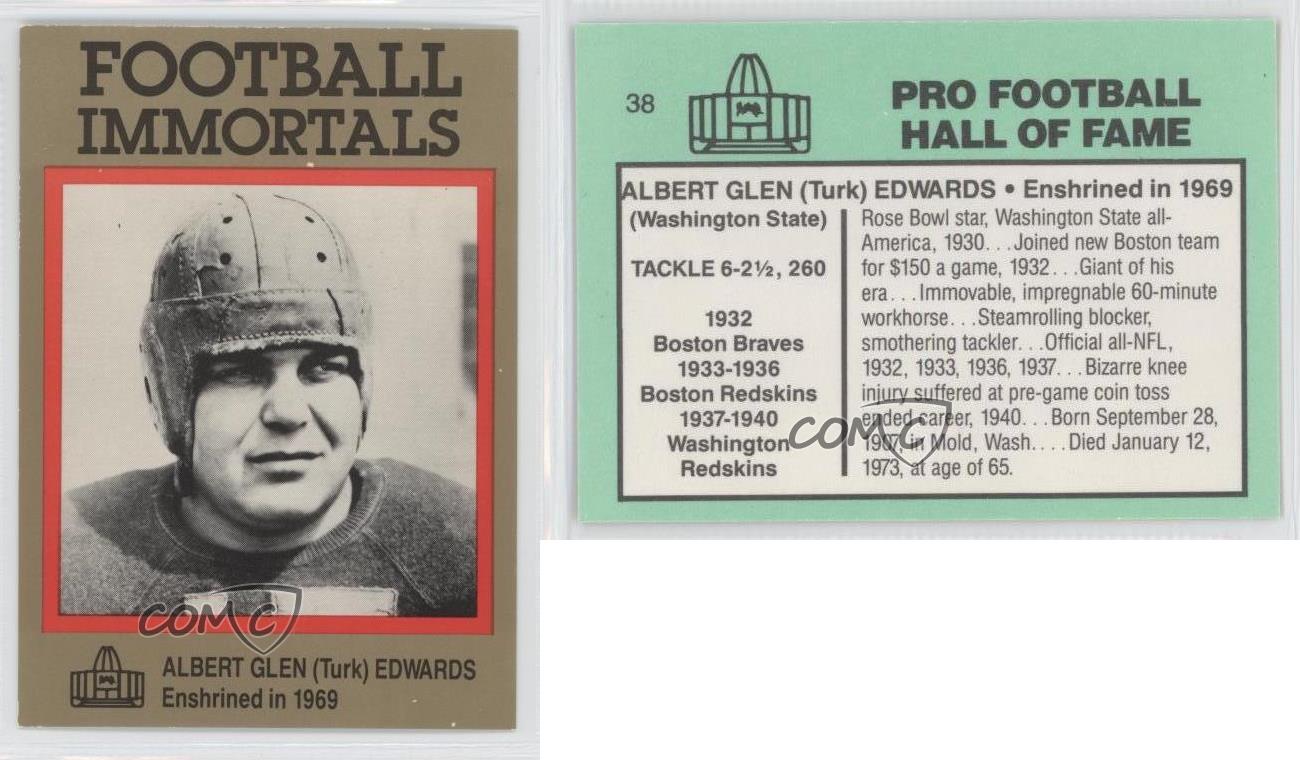 FOOTBALL
IMMORTALS
COMC
ALBERT GLEN (Turk) EDWARDS
Enshrined in 1969
38
PRO FOOTBALL
HALL OF FAME
ALBERT GLEN (Turk) EDWARDS • Enshrined in 1969
(Washington State)
TACKLE 6-2½, 260
1932
Boston Braves
1933-1936
Boston Redskins
1937-1940
Washington
Redskins
Rose Bowl star, Washington State all-
America, 1930. . .Joined new Boston team
for $150 a game, 1932 . . .Giant of his
era. . .Immovable, impregnable 60-minute
workhorse. . .Steamrolling blocker,
smothering tackler. . .Official all-NFL,
1932, 1933, 1936, 1937. . .Bizarre knee
injury suffered at pre-game coin toss
ended career, 1940. . .Born September 28,
1907, in Mold, Wash. . . .Died January 12,
1973, at age of 65.
COMC